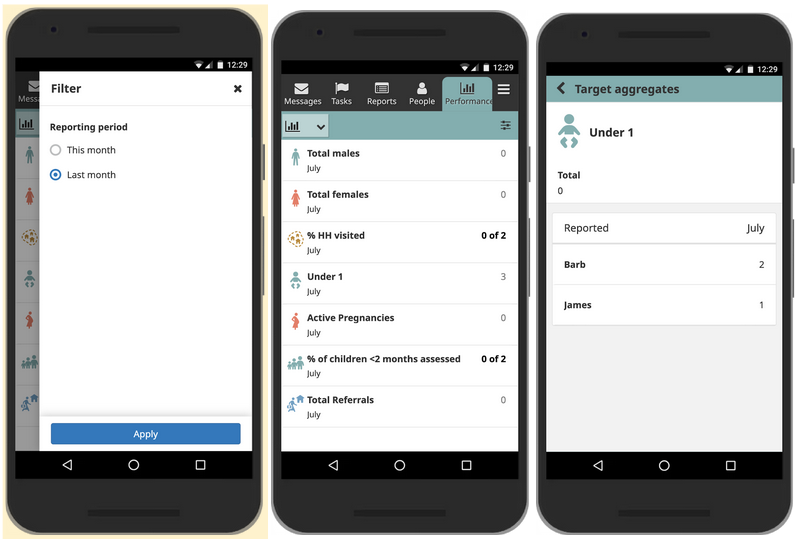 12:29
Messa
Filter
Reporting period
This month
Last month
Apply
12:29
Messages Tasks Reports People Performance
Total males 0
July
Total females 0
July
% HH visited 0 of 2
July
Under 1 3
July
Active Pregnancies 0
July
% of children <2 months assessed 0 of 2
July
Total Referrals 0
July
12:29
Target aggregates
Under 1
Total
0
Reported July
Barb 2
James 1